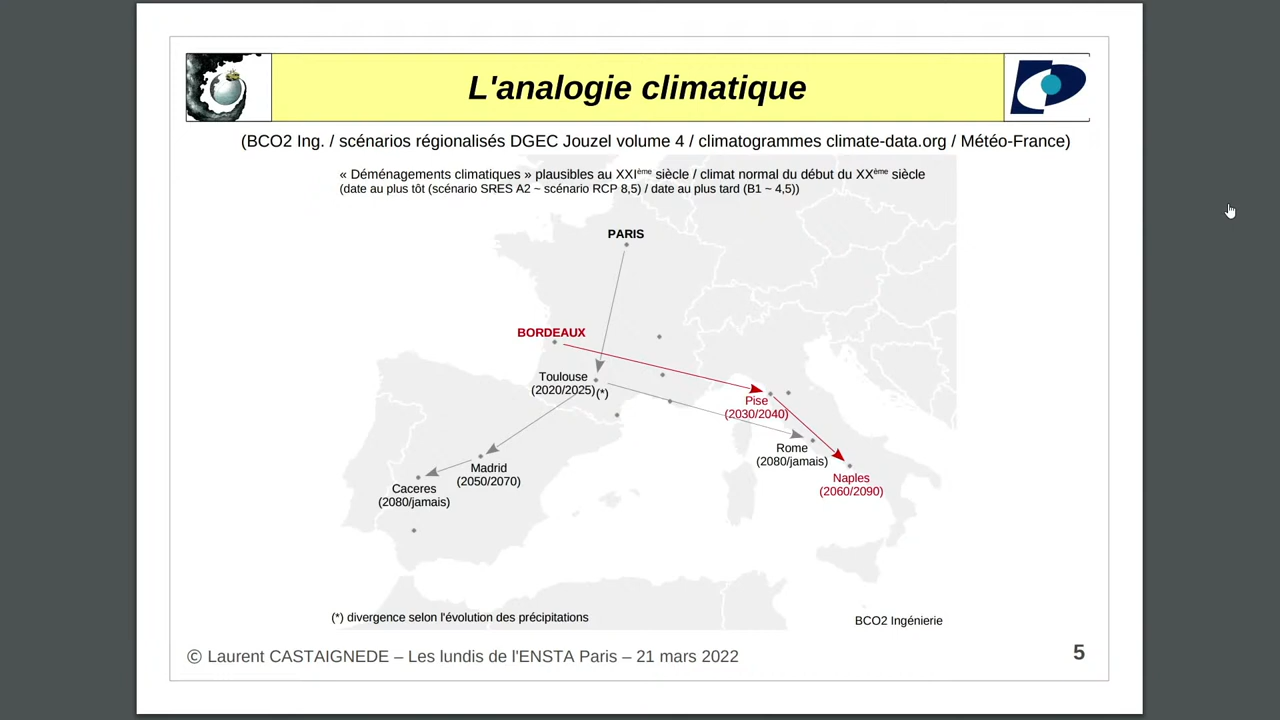 L'analogie climatique
(BCO2 Ing. / scénarios régionalisés DGEC Jouzel volume 4 / climatogrammes climate-data.org / Météo-France)
« Déménagements climatiques » plausibles au XXIème siècle / climat normal du début du XXème siècle
(date au plus tôt (scénario SRES A2 ~ scénario RCP 8,5) / date au plus tard (B1 ~ 4,5))
PARIS
BORDEAUX
Toulouse
(2020/2025)(*)
Pise
(2030/2040)
Rome
(2080/jamais)
Madrid
(2050/2070)
Naples
(2060/2090)
Caceres
(2080/jamais)
(*) divergence selon l'évolution des précipitations
BCO2 Ingénierie
© Laurent CASTAIGNEDE – Les lundis de l'ENSTA Paris – 21 mars 2022
5